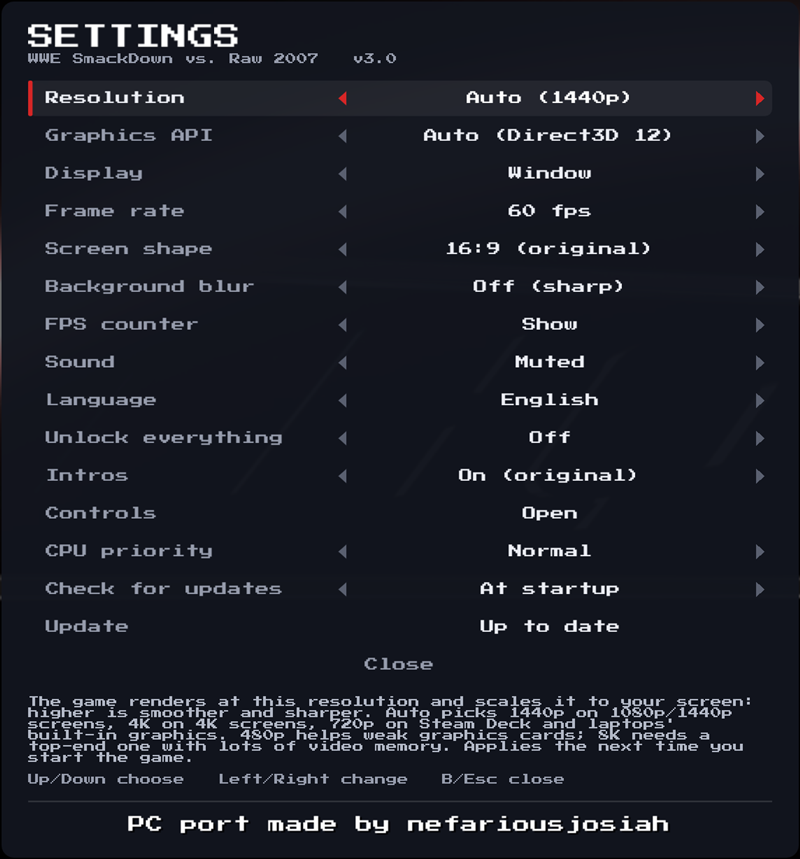 SETTINGS
WWE SmackDown vs. Raw 2007 v3.0
Resolution Auto (1440p)
Graphics API Auto (Direct3D 12)
Display Window
Frame rate 60 fps
Screen shape 16:9 (original)
Background blur Off (sharp)
FPS counter Show
Sound Muted
Language English
Unlock everything Off
Intros On (original)
Controls Open
CPU priority Normal
Check for updates At startup
Update Up to date
Close
The game renders at this resolution and scales it to your screen:
higher is smoother and sharper. Auto picks 1440p on 1080p/1440p
screens, 4K on 4K screens, 720p on Steam Deck and laptops'
built-in graphics. 480p helps weak graphics cards; 8K needs a
top-end one with lots of video memory. Applies the next time you
start the game.
Up/Down choose Left/Right change B/Esc close
PC port made by nefariousjosiah